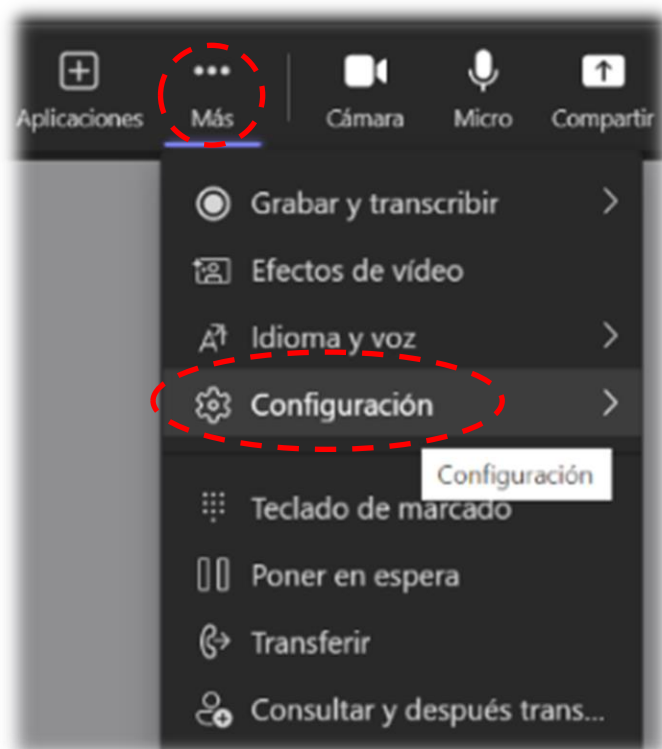 Aplicaciones Más Cámara Micro Compartir
Grabar y transcribir
Efectos de vídeo
Idioma y voz
Configuración
Configuración
Teclado de marcado
Poner en espera
Transferir
Consultar y después trans...